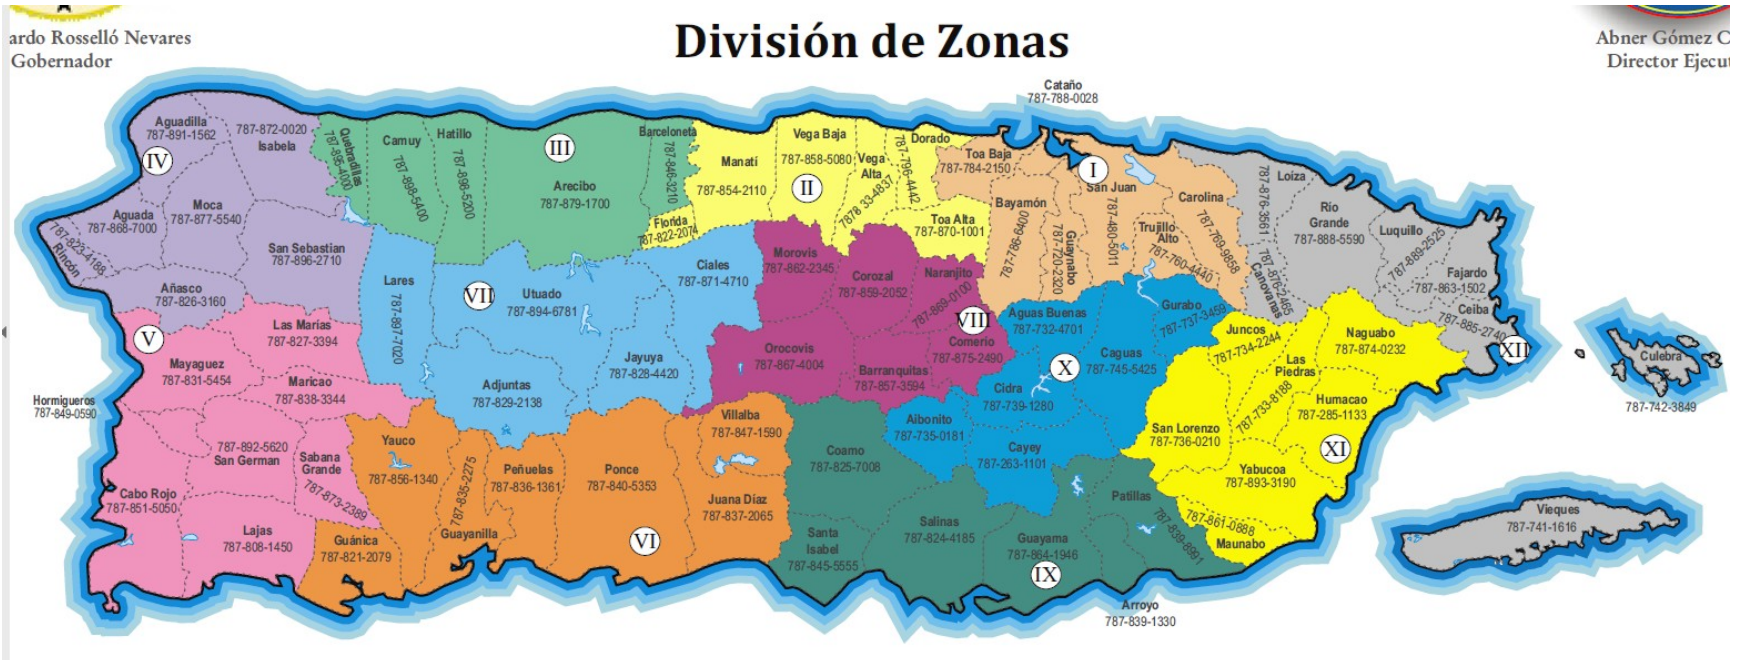 ardo Rosselló Nevares
Gobernador
División de Zonas
Abner Gómez C
Director Ejecu
Cataño
787-788-0028
Aguadilla
787-891-1562
787-872-0020
Isabela
IV
Moca
787-877-5540
Aguada
787-868-7000
787-823-4188
Rincón
San Sebastian
787-896-2710
Añasco
787-826-3160
Quebradillas
787-895-4000
Camuy
787-898-5400
Hatillo
787-898-5200
III
Arecibo
787-879-1700
Barceloneta
787-846-3210
Florida
787-822-2074
Manatí
787-854-2110
Vega Baja
787-858-5080
II
Vega
Alta
7878 33-4837
Dorado
787-796-4442
Toa Alta
787-870-1001
Toa Baja
787-784-2150
I
San Juan
787-480-5011
Bayamón
787-786-6400
Guaynabo
787-720-2320
Trujillo
Alto
787-760-4440
Carolina
787-769-9858
Loíza
787-876-3561
787-876-2465
Canovanas
Río
Grande
787-888-5590
Luquillo
787-889-2525
Fajardo
787-863-1502
Ceiba
787-885-2740
XII
Culebra
787-742-3849
Vieques
787-741-1616
V
Mayaguez
787-831-5454
Las Marías
787-827-3394
Maricao
787-838-3344
Hormigueros
787-849-0590
787-892-5620
San German
Sabana
Grande
787-873-2389
Cabo Rojo
787-851-5050
Lajas
787-808-1450
Lares
787-897-7020
VII
Utuado
787-894-6781
Ciales
787-871-4710
Jayuya
787-828-4420
Adjuntas
787-829-2138
Morovis
787-862-2345
Corozal
787-859-2052
Naranjito
787-869-0100
VIII
Comerio
787-875-2490
Orocovis
787-867-4004
Barranquitas
787-857-3594
Aguas Buenas
787-732-4701
Gurabo
787-737-3459
X
Caguas
787-745-5425
Cidra
787-739-1280
Aibonito
787-735-0181
Cayey
787-263-1101
Juncos
787-734-2244
Las
Piedras
787-733-8188
Naguabo
787-874-0232
Humacao
787-285-1133
San Lorenzo
787-736-0210
XI
Yabucoa
787-893-3190
787-861-0888
Maunabo
Yauco
787-856-1340
Guánica
787-821-2079
787-835-2275
Guayanilla
Peñuelas
787-836-1361
Ponce
787-840-5353
VI
Villalba
787-847-1590
Juana Díaz
787-837-2065
Coamo
787-825-7008
Santa
Isabel
787-845-5555
Salinas
787-824-4185
Guayama
787-864-1946
IX
Patillas
787-839-8991
Arroyo
787-839-1330